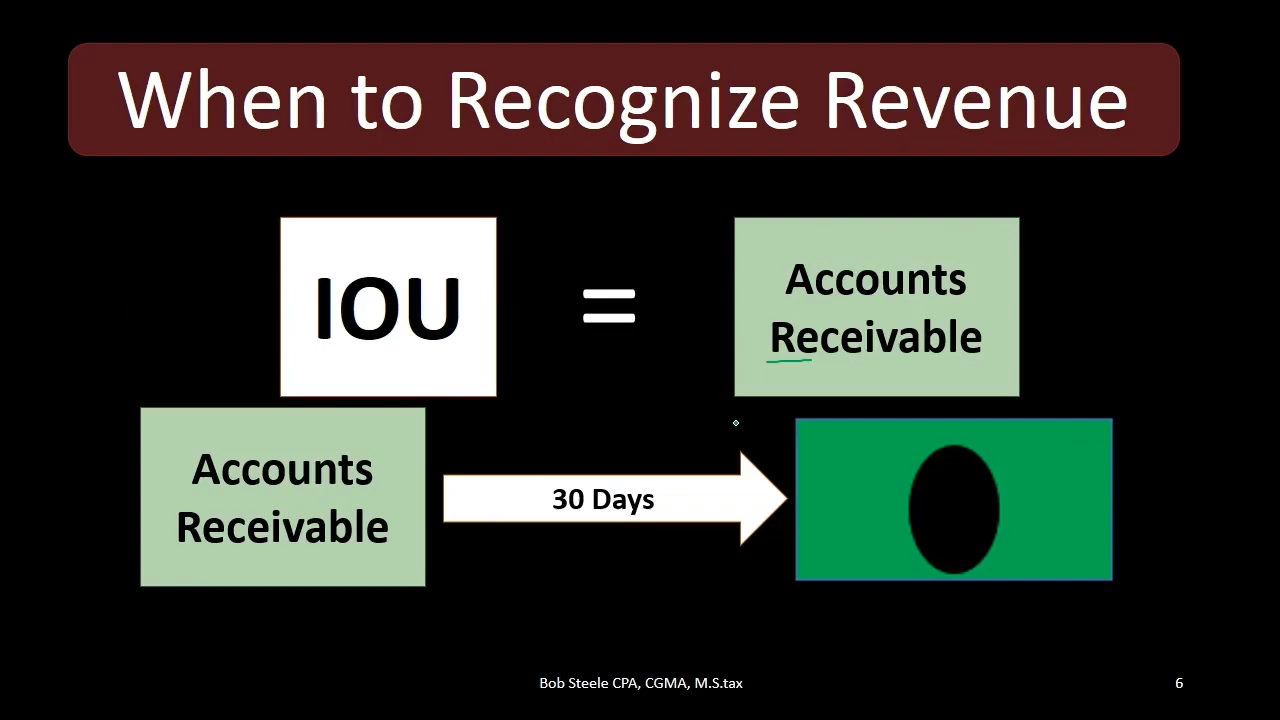 When to Recognize Revenue
IOU
=
Accounts
Receivable
Accounts
Receivable
30 Days
Bob Steele CPA, CGMA, M.S.tax
6